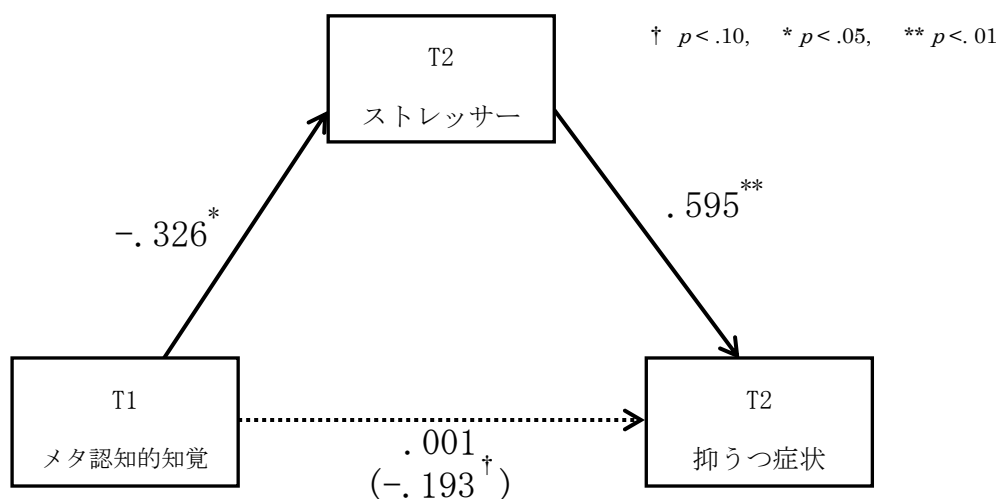 † p< .10, * p< .05, ** p<. 01
T2
ストレッサー
-. 326*
. 595**
T1
メタ認知的知覚
T2
抑うつ症状
. 001
(-. 193†)